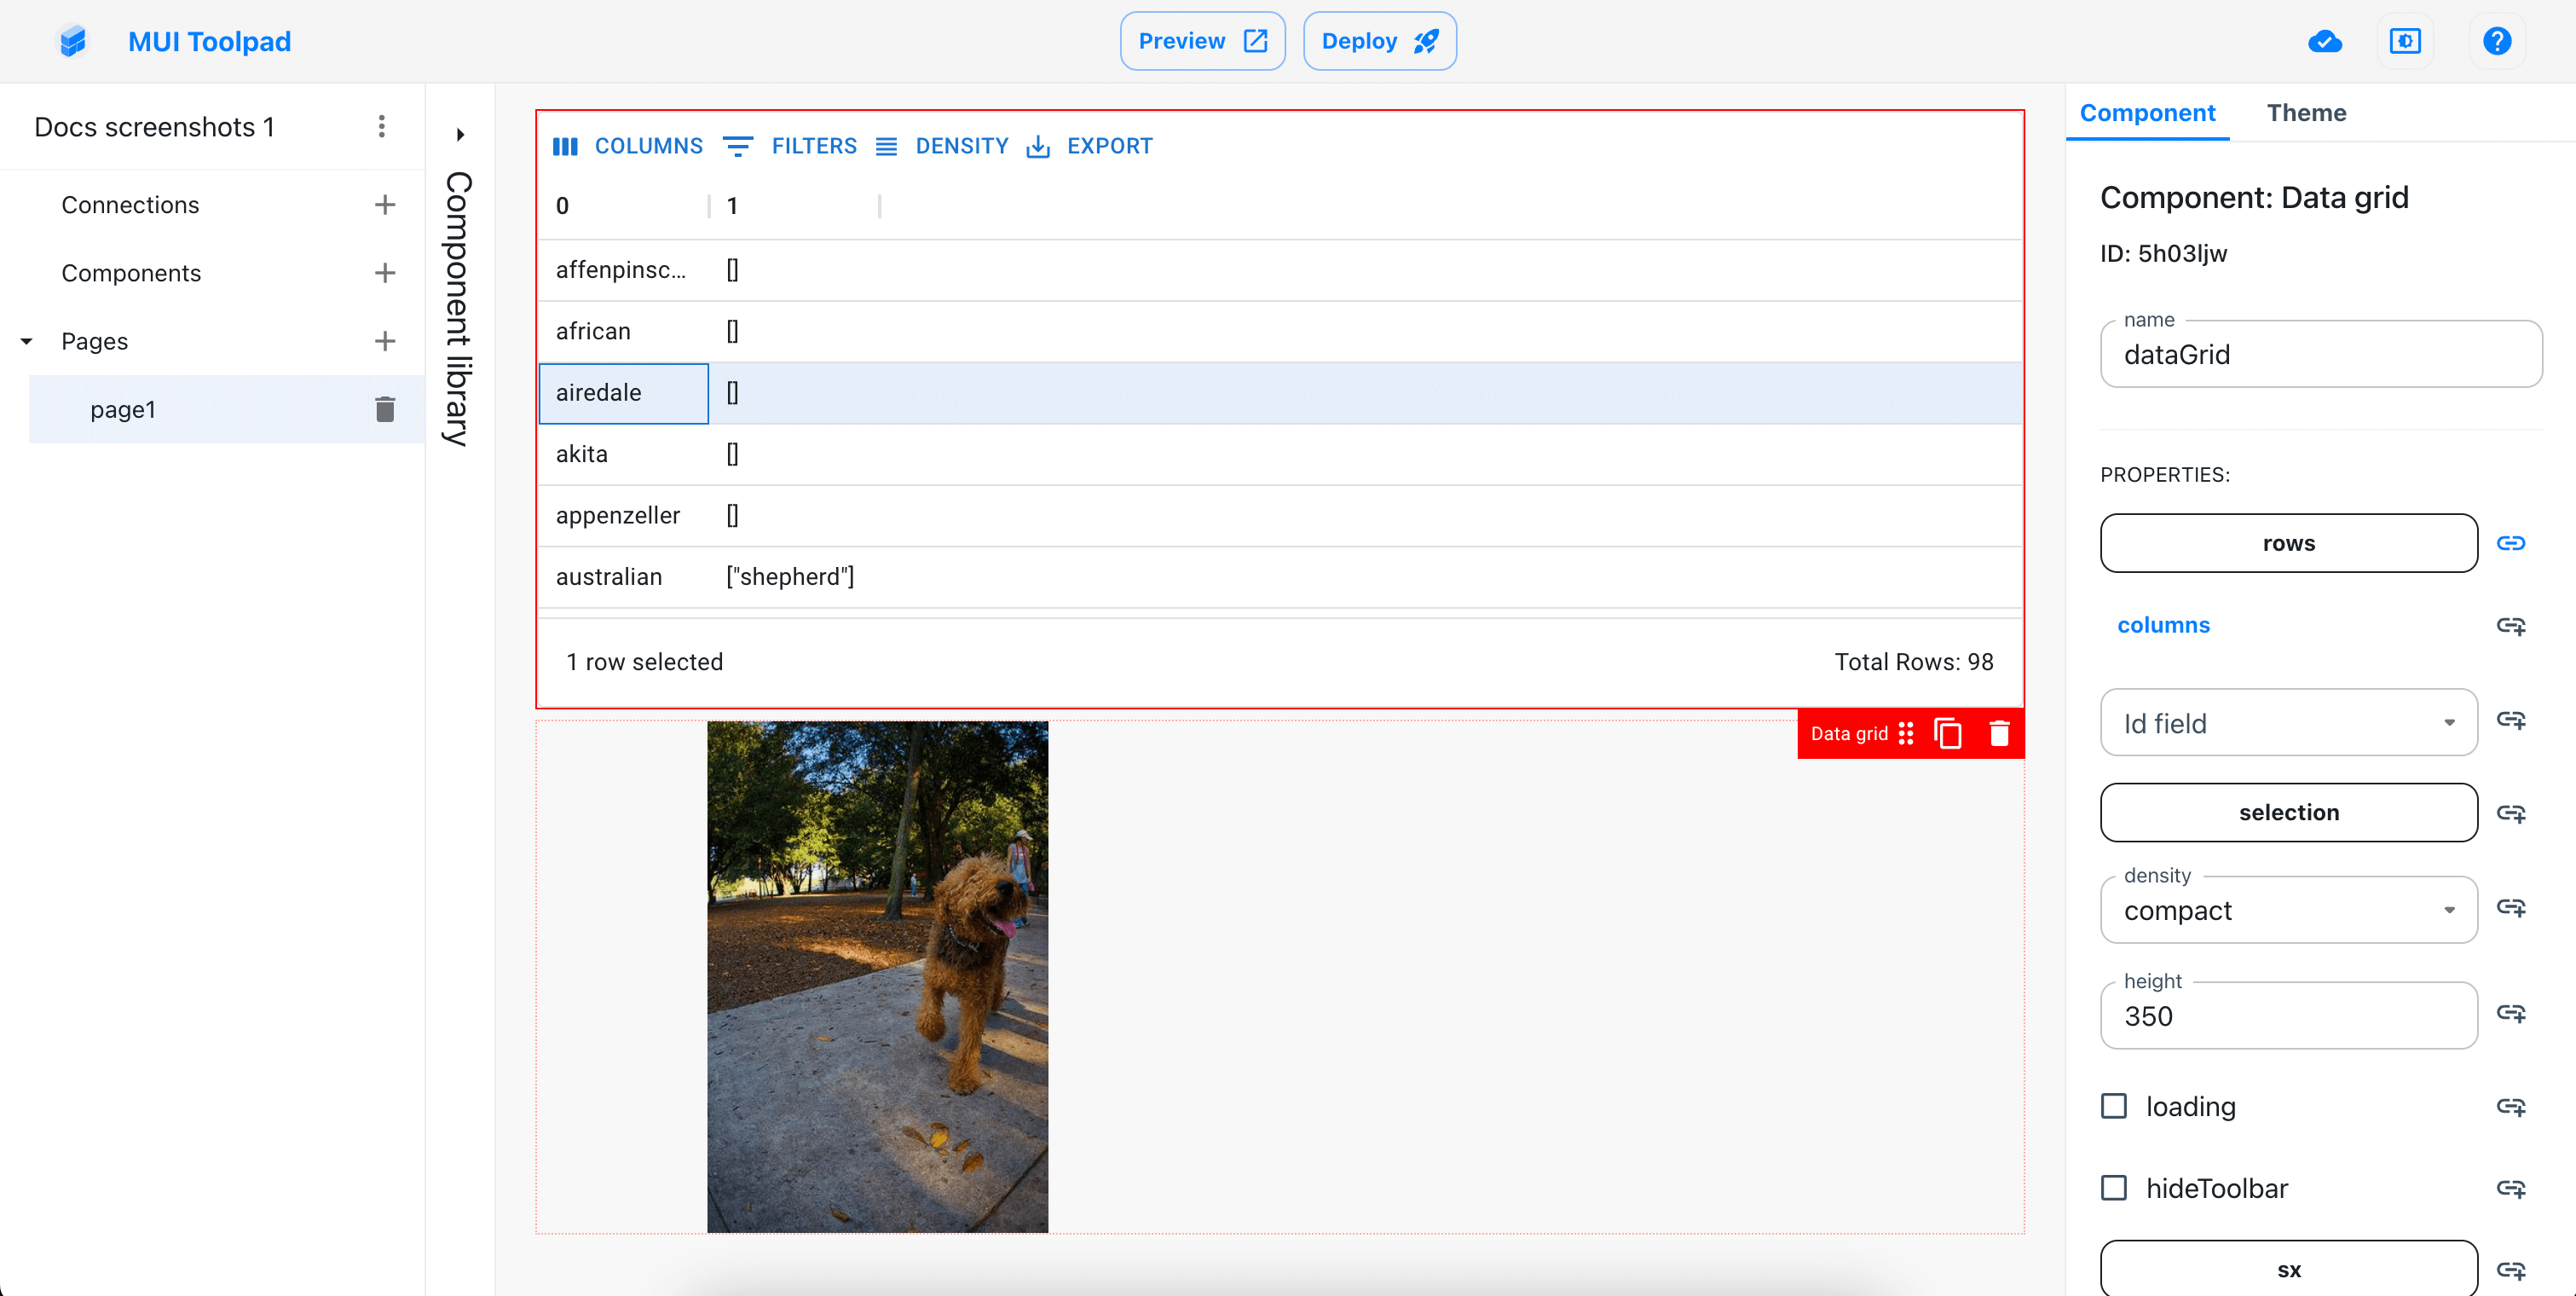 MUI Toolpad
Preview
Deploy
Docs screenshots 1
Connections
Components
Pages
page1
Component library
COLUMNS FILTERS DENSITY EXPORT
0 1
affenpinsc... []
african []
airedale []
akita []
appenzeller []
australian ["shepherd"]
1 row selected Total Rows: 98
Data grid
Component Theme
Component: Data grid
ID: 5h03ljw
name
dataGrid
PROPERTIES:
rows
columns
Id field
selection
density
compact
height
350
loading
hideToolbar
sx